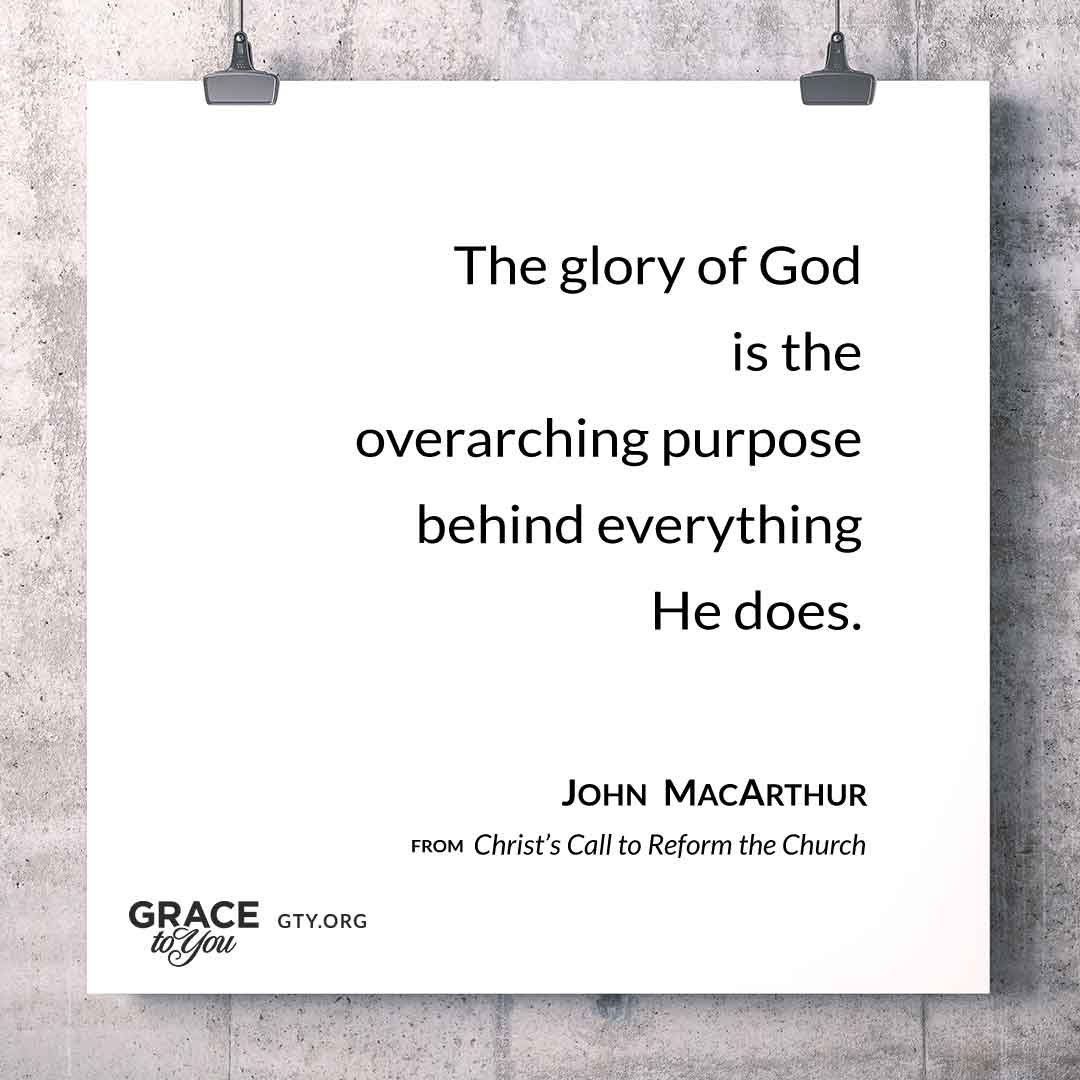 The glory of God
is the
overarching purpose
behind everything
He does.
John MacArthur
from Christ's Call to Reform the Church
GRACE
to You
GTY.ORG